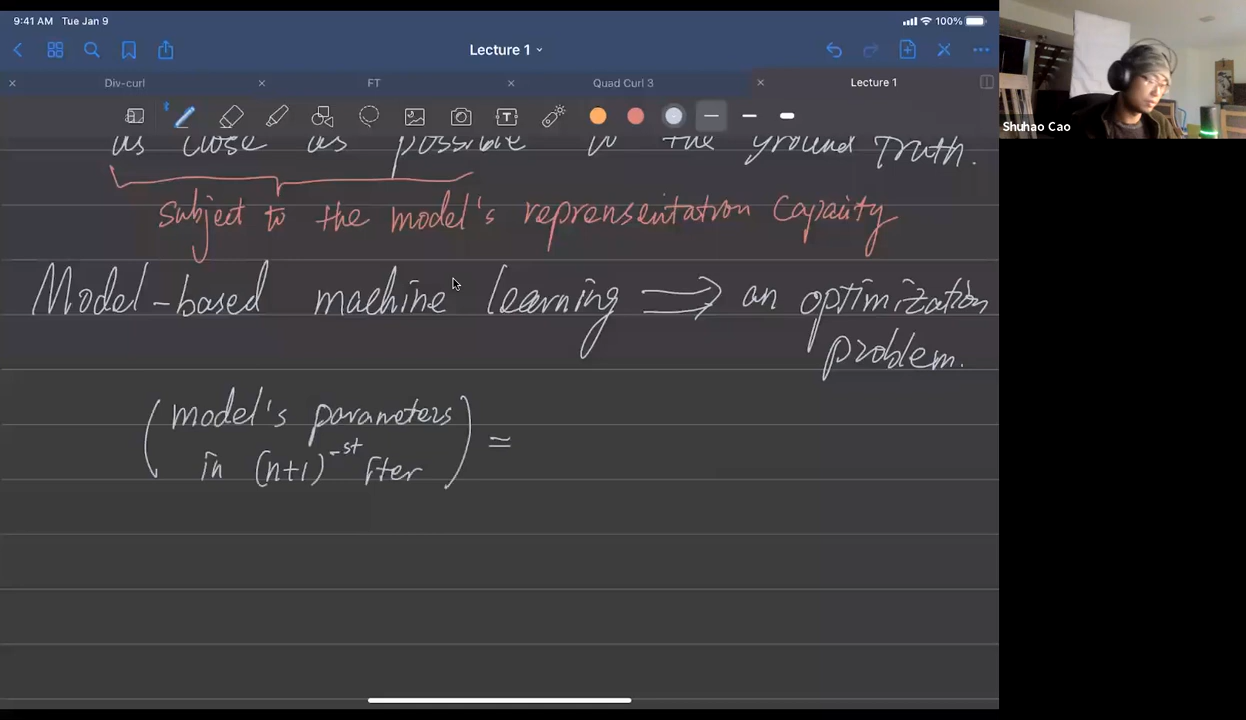 9:41 AM Tue Jan 9
100%
Lecture 1
Div-curl
FT
Quad Curl 3
Lecture 1
Shuhao Cao
as close as possible to the ground truth.
subject to the model's reprensentation capacity
Model-based machine learning ⟹ an optimization
problem.
(model's parameters
in (n+1)^-st iter) =